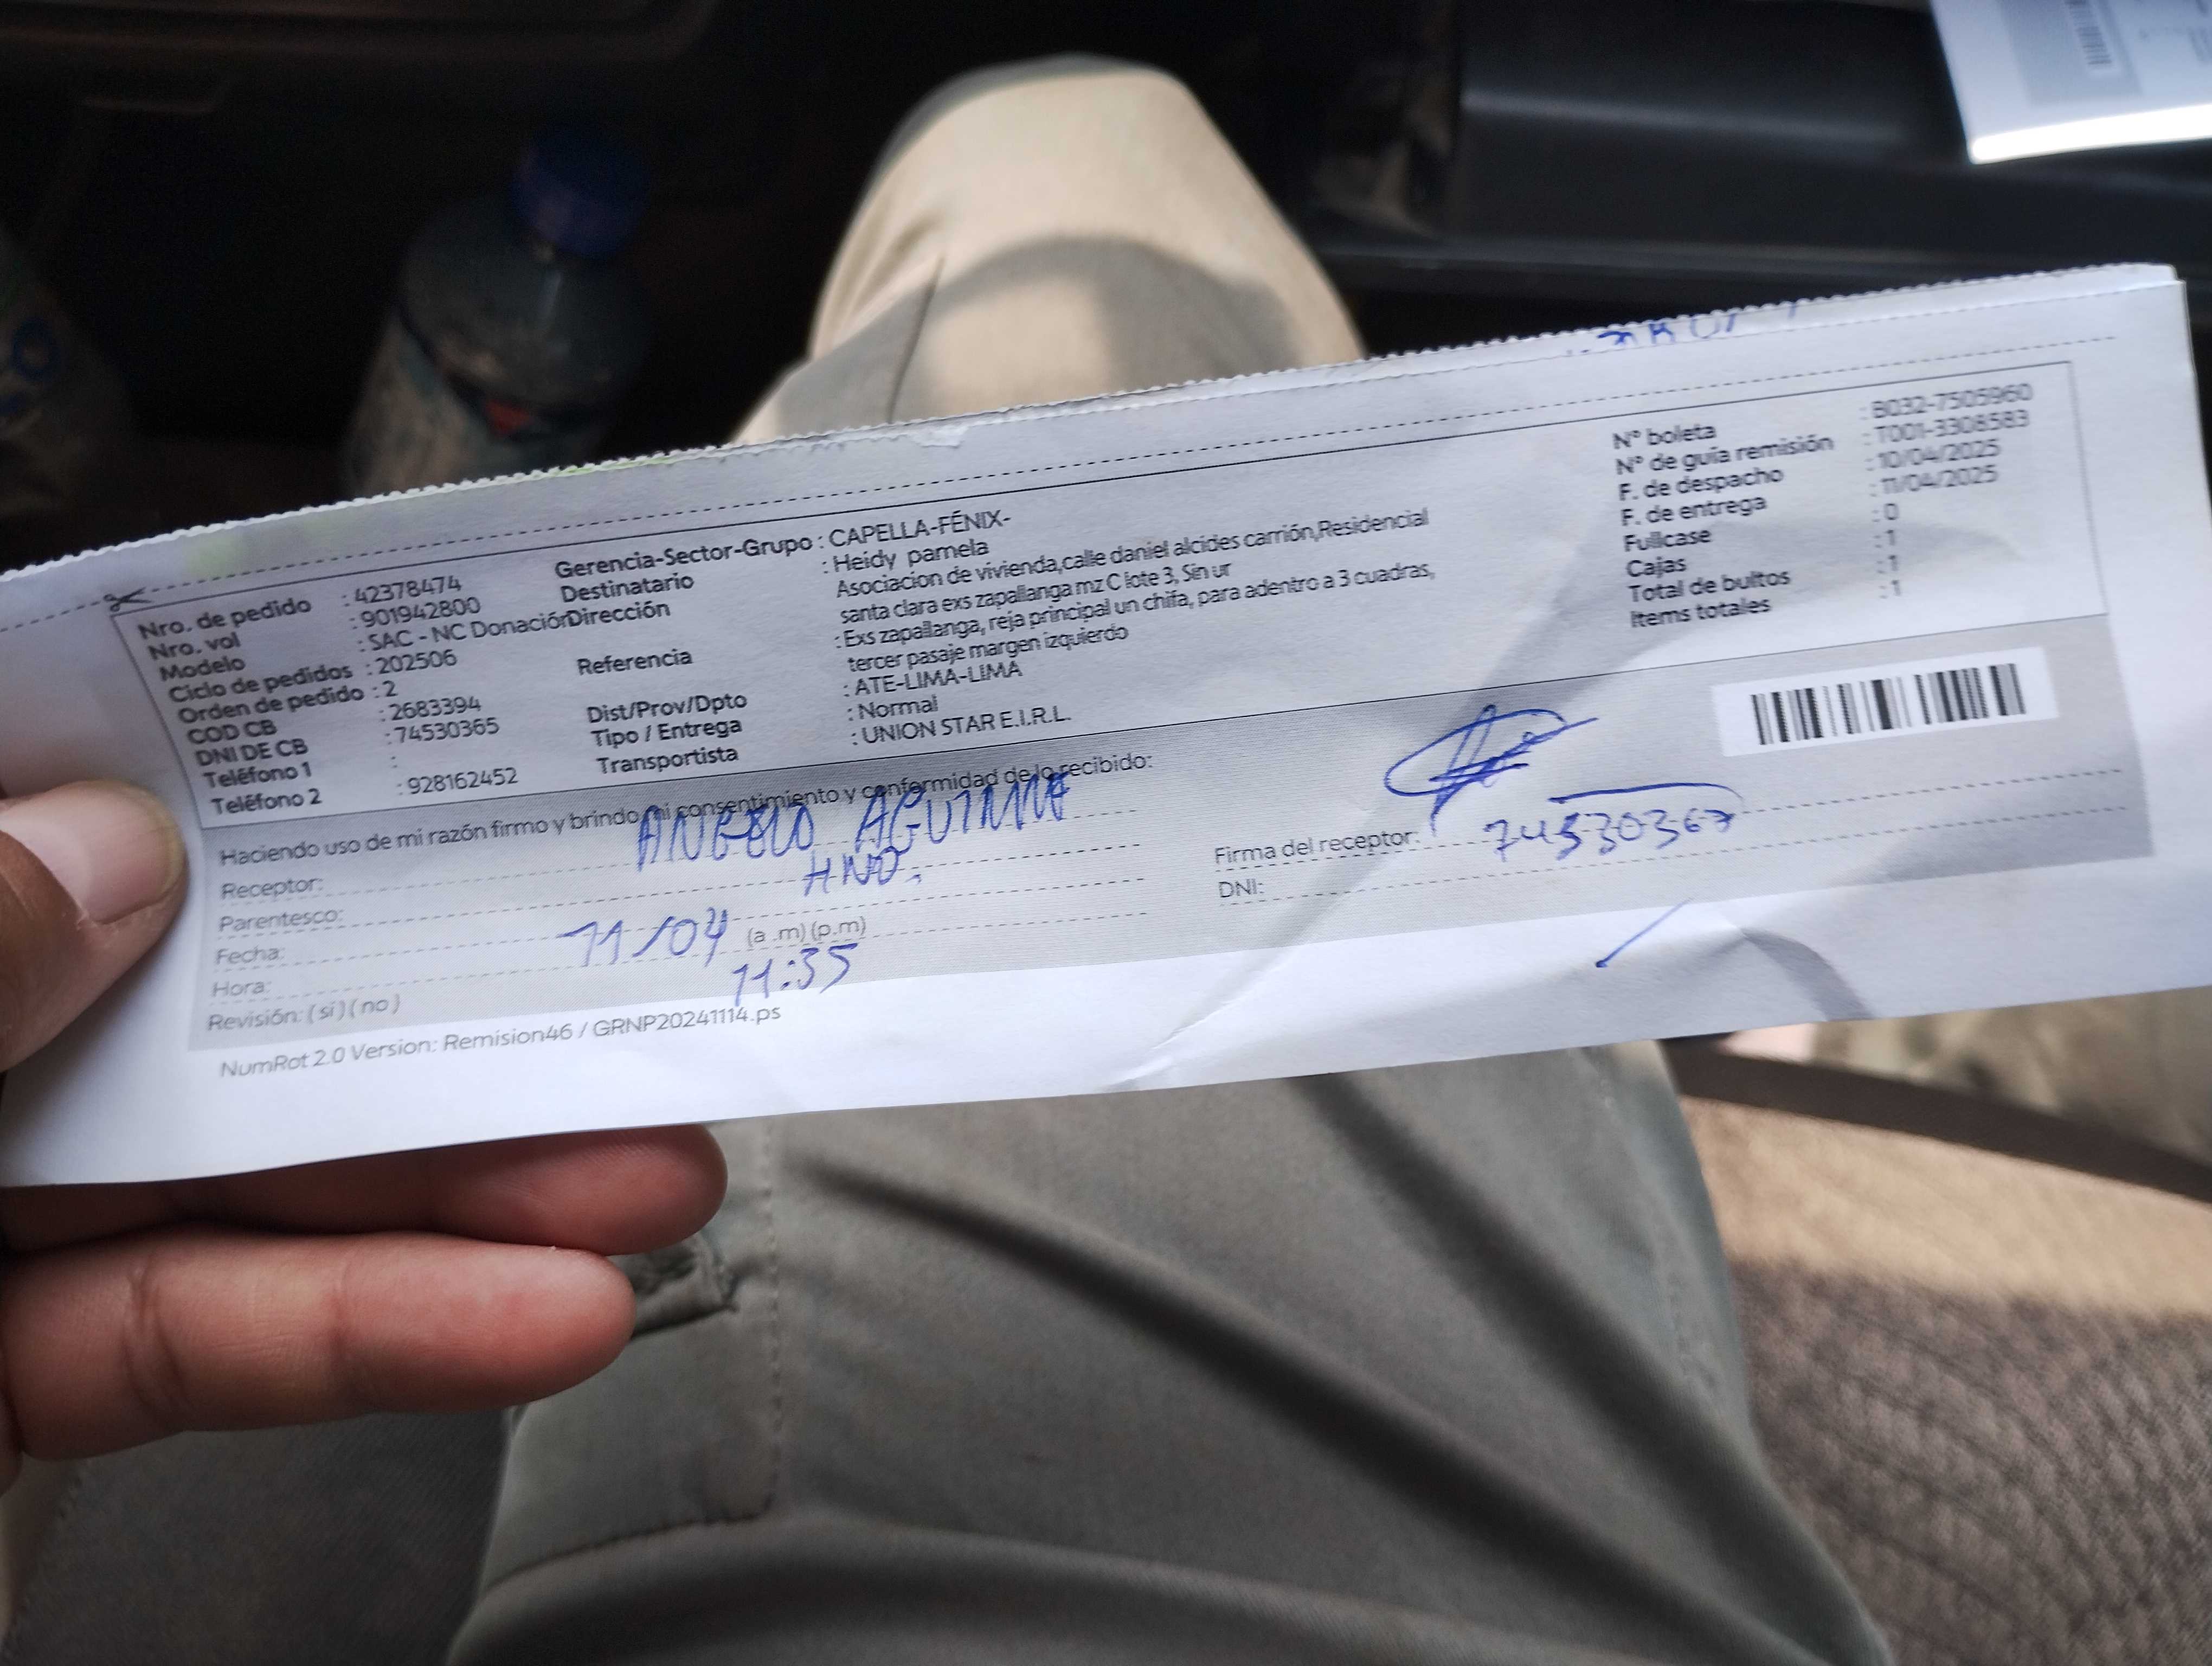 Nro. de pedido : 42378474
Nro. vol : 901942800
Modelo : SAC - NC Donación
Ciclo de pedidos : 202506
Orden de pedido : 2
COD CB : 2683394
DNI DE CB : 74530365
Teléfono 1 :
Teléfono 2 : 928162452
Gerencia-Sector-Grupo : CAPELLA-FÉNIX-
Destinatario : Heidy pamela
Dirección Asociacion de vivienda,calle daniel alcides carrión,Residencial
santa clara exs zapallanga mz C lote 3, Sin ur
Referencia : Exs zapallanga, reja principal un chifa, para adentro a 3 cuadras,
tercer pasaje margen izquierdo
Dist/Prov/Dpto : ATE-LIMA-LIMA
Tipo / Entrega : Normal
Transportista : UNION STAR E.I.R.L.
N° boleta : B032-7505960
N° de guía remisión : T001-3308583
F. de despacho : 10/04/2025
F. de entrega : 11/04/2025
Fullcase : 0
Cajas : 1
Total de bultos : 1
Items totales : 1
Haciendo uso de mi razón firmo y brindo mi consentimiento y conformidad de lo recibido:
Receptor: ANGELO
Parentesco: HNO.
Fecha: 11/04 (a .m) (p.m)
Hora: 11:35
Revisión: ( si ) ( no )
Firma del receptor:
DNI: 74530367
NumRot 2.0 Version: Remision46 / GRNP20241114.ps